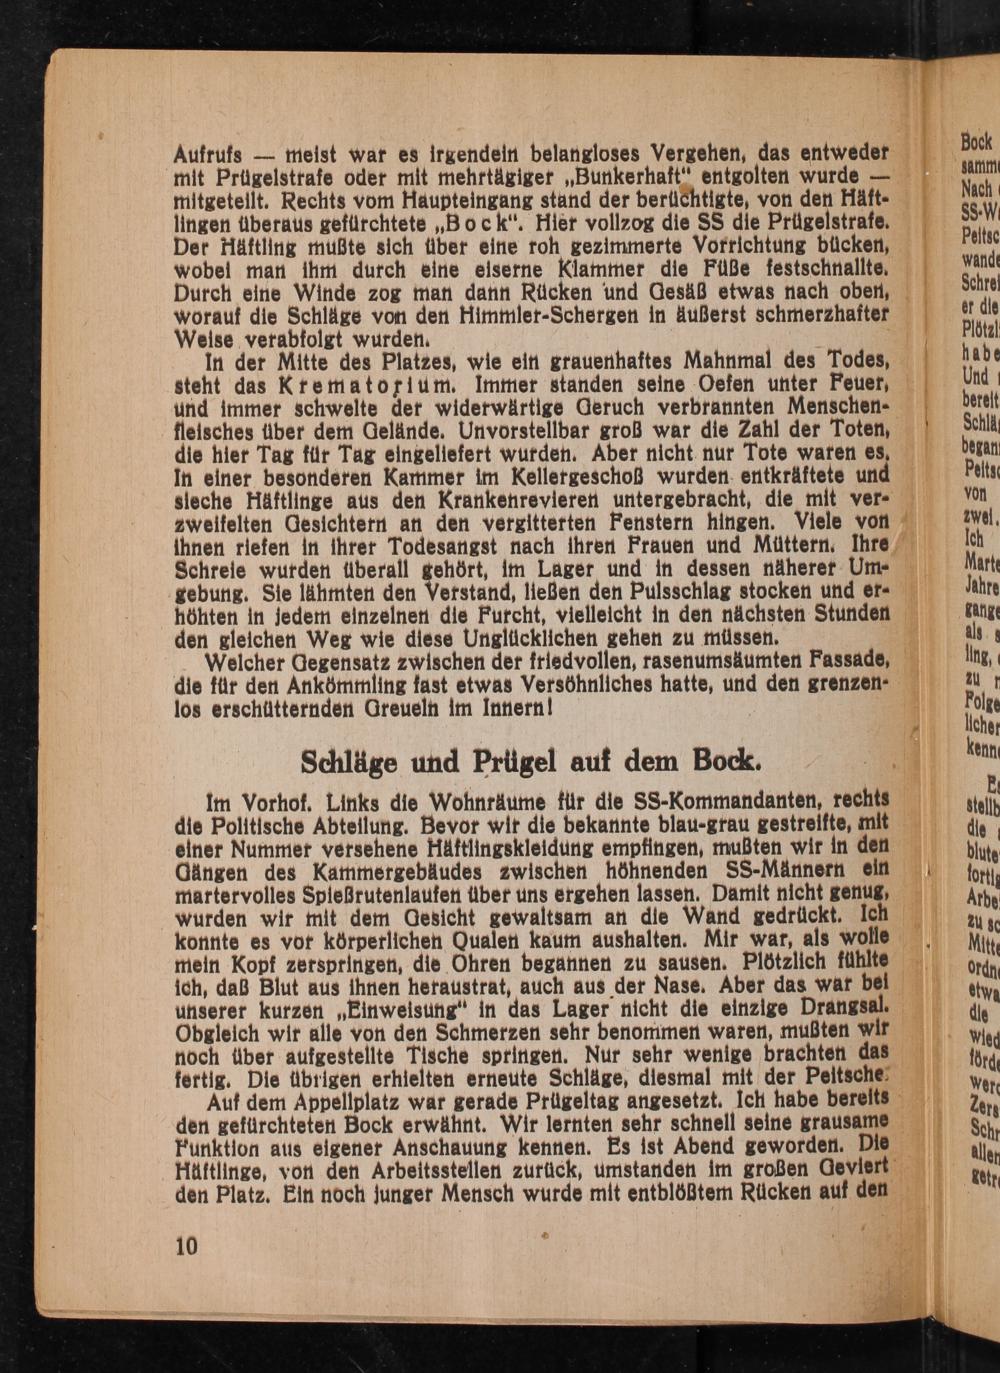 Aufrufs — meist war es irgendein belangloses Vergehen, das entweder
mit Prügelstrafe oder mit mehrtägiger „Bunkerhaft" entgolten wurde —
mitgeteilt. Rechts vom Haupteingang stand der berüchtigte, von den Häft-
lingen überaus gefürchtete „Bock". Hier vollzog die SS die Prügelstrafe.
Der Häftling mußte sich über eine roh gezimmerte Vorrichtung bücken,
wobei man ihm durch eine eiserne Klammer die Füße festschnallte.
Durch eine Winde zog man dann Rücken und Gesäß etwas nach oben,
worauf die Schläge von den Himmler-Schergen in äußerst schmerzhafter
Weise verabfolgt wurden.
In der Mitte des Platzes, wie ein grauenhaftes Mahnmal des Todes,
steht das Krematorium. Immer standen seine Oefen unter Feuer,
und immer schwelte der widerwärtige Geruch verbrannten Menschen-
fleisches über dem Gelände. Unvorstellbar groß war die Zahl der Toten,
die hier Tag für Tag eingeliefert wurden. Aber nicht nur Tote waren es.
In einer besonderen Kammer im Kellergeschoß wurden entkräftete und
sieche Häftlinge aus den Krankenrevieren untergebracht, die mit ver-
zweifelten Gesichtern an den vergitterten Fenstern hingen. Viele von
ihnen riefen in ihrer Todesangst nach ihren Frauen und Müttern. Ihre
Schreie wurden überall gehört, im Lager und in dessen näherer Um-
gebung. Sie lähmten den Verstand, ließen den Pulsschlag stocken und er-
höhten in jedem einzelnen die Furcht, vielleicht in den nächsten Stunden
den gleichen Weg wie diese Unglücklichen gehen zu müssen.
Welcher Gegensatz zwischen der friedvollen, rasenumsäumten Fassade,
die für den Ankömmling fast etwas Versöhnliches hatte, und den grenzen-
los erschütternden Greueln im Innern!
Schläge und Prügel auf dem Bock.
Im Vorhof. Links die Wohnräume für die SS-Kommandanten, rechts
die Politische Abteilung. Bevor wir die bekannte blau-grau gestreifte, mit
einer Nummer versehene Häftlingskleidung empfingen, mußten wir in den
Gängen des Kammergebäudes zwischen höhnenden SS-Männern ein
martervolles Spießrutenlaufen über uns ergehen lassen. Damit nicht genug,
wurden wir mit dem Gesicht gewaltsam an die Wand gedrückt. Ich
konnte es vor körperlichen Qualen kaum aushalten. Mir war, als wolle
mein Kopf zerspringen, die Ohren begannen zu sausen. Plötzlich fühlte
ich, daß Blut aus ihnen heraustrat, auch aus der Nase. Aber das war bei
unserer kurzen „Einweisung" in das Lager nicht die einzige Drangsal.
Obgleich wir alle von den Schmerzen sehr benommen waren, mußten wir
noch über aufgestellte Tische springen. Nur sehr wenige brachten das
fertig. Die übrigen erhielten erneute Schläge, diesmal mit der Peitsche.
Auf dem Appellplatz war gerade Prügeltag angesetzt. Ich habe bereits
den gefürchteten Bock erwähnt. Wir lernten sehr schnell seine grausame
Funktion aus eigener Anschauung kennen. Es ist Abend geworden. Die
Häftlinge, von den Arbeitsstellen zurück, umstanden im großen Geviert
den Platz. Ein noch junger Mensch wurde mit entblößtem Rücken auf den
10
Bock
Nach
er die
habe
Und
von
zwei.
Ich
Jahre
als
ling,
zu
die
zu
etwa
die